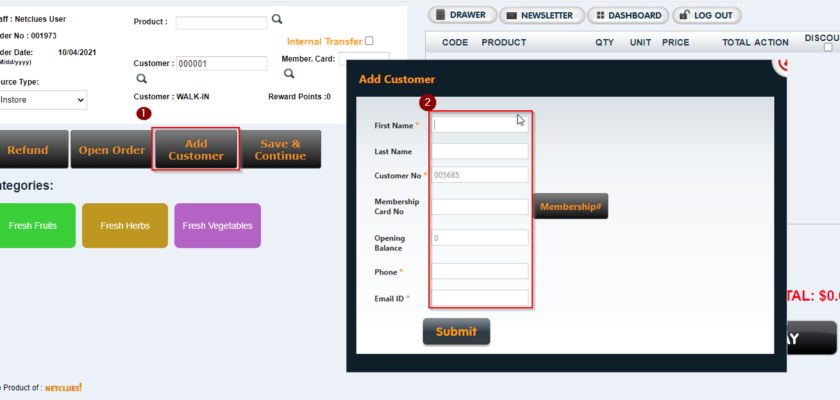 aff : Netclues User
Product :
der No : 001973
Internal Transfer
der Date: 10/04/2021
M/dd/yyyy)
Customer : 000001
Member. Card:
urce Type:
Instore
Customer : WALK-IN
Reward Points :0
1
Refund
Open Order
Add
Customer
Save &
Continue
tegories:
Fresh Fruits
Fresh Herbs
Fresh Vegetables
DRAWER
NEWSLETTER
DASHBOARD
LOG OUT
CODE PRODUCT QTY UNIT PRICE TOTAL ACTION DISCOU
Add Customer
2
First Name *
Last Name
Customer No * 005685
Membership
Card No
Membership#
Opening
Balance
0
Phone *
Email ID *
Submit
TAL: $0.
AY
Product of : NETCLUES!